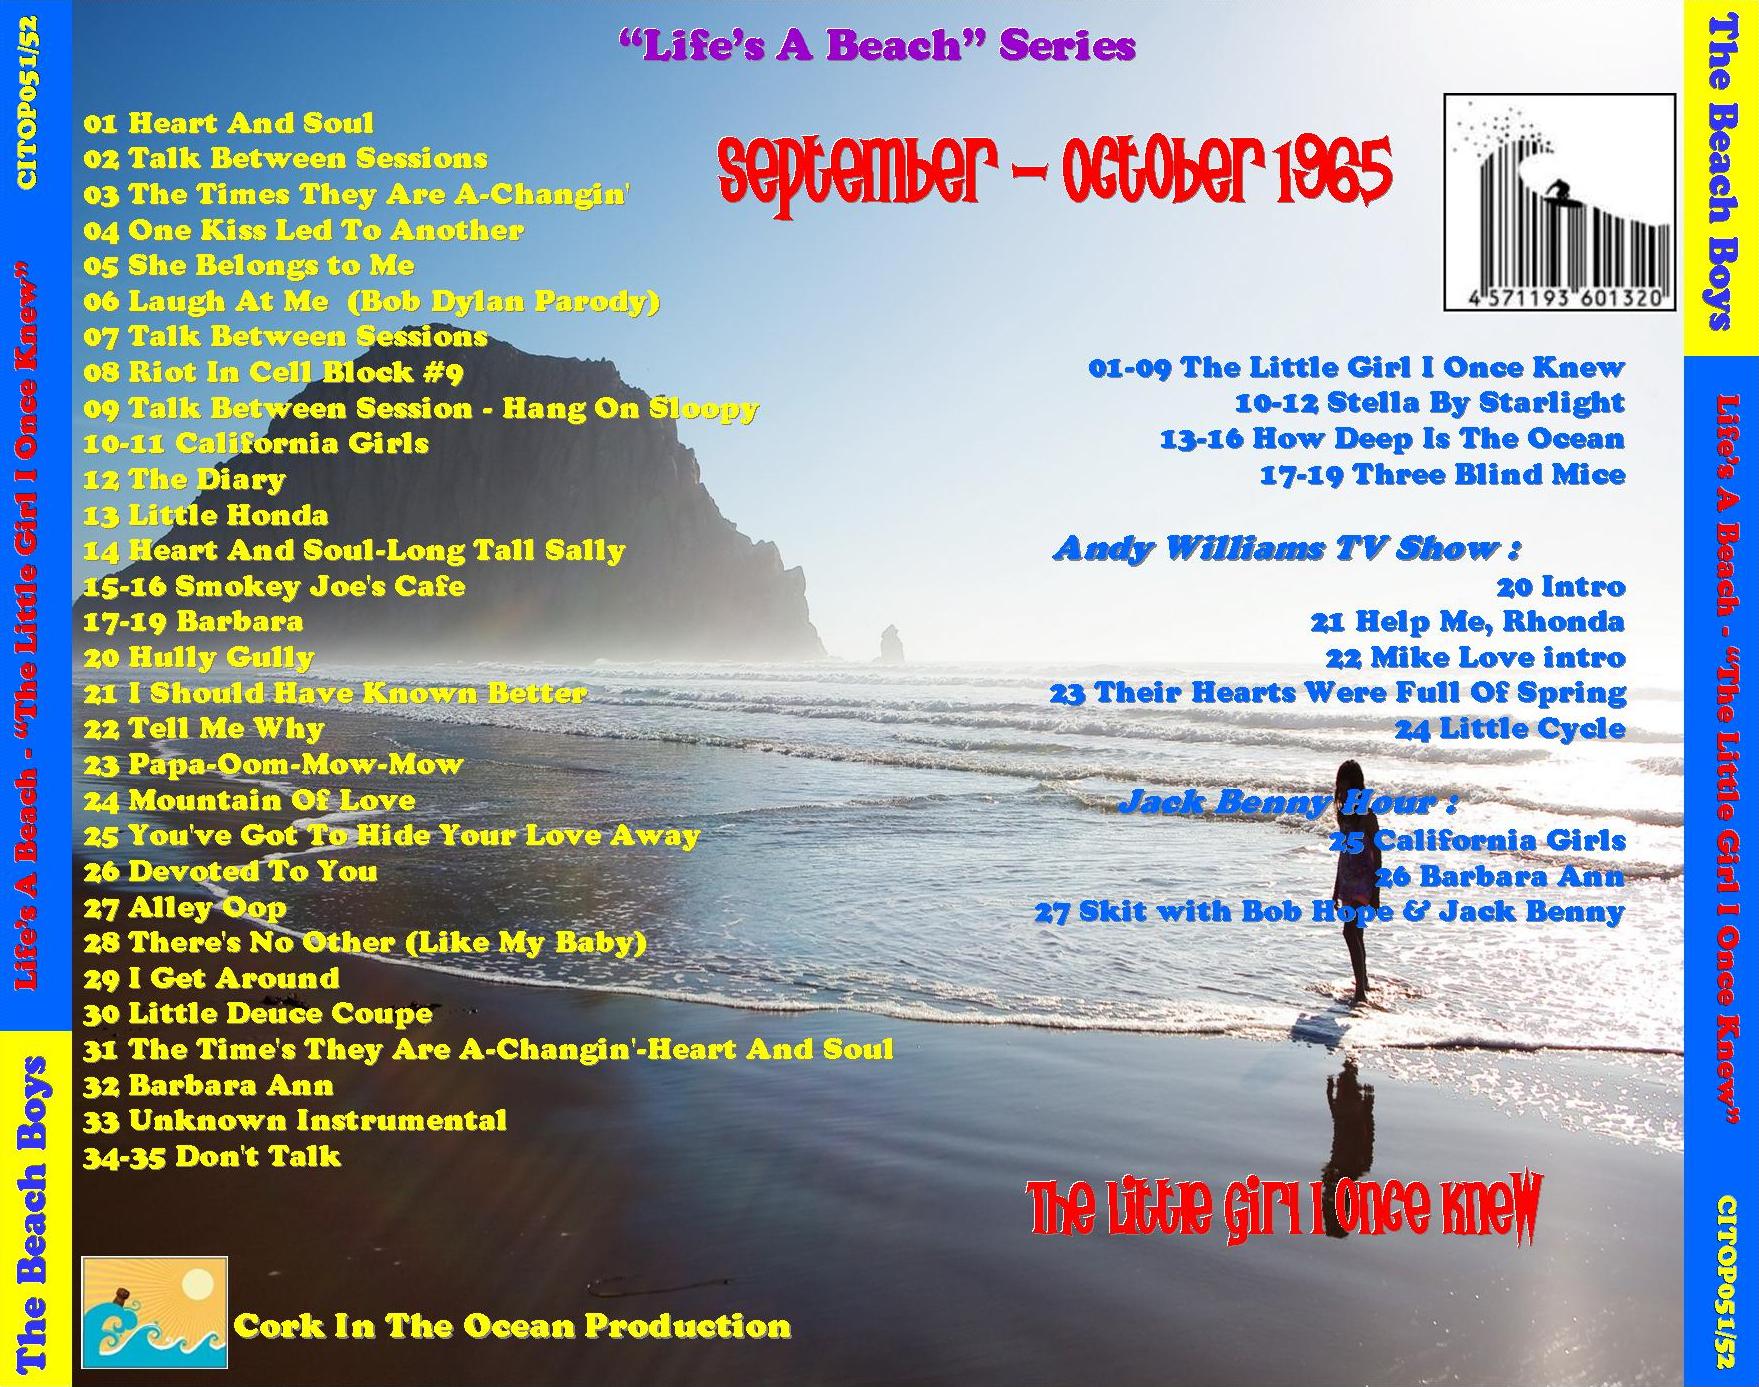 “Life’s A Beach” Series
September – October 1965
01 Heart And Soul
02 Talk Between Sessions
03 The Times They Are A-Changin'
04 One Kiss Led To Another
05 She Belongs to Me
06 Laugh At Me (Bob Dylan Parody)
07 Talk Between Sessions
08 Riot In Cell Block #9
09 Talk Between Session - Hang On Sloopy
10-11 California Girls
12 The Diary
13 Little Honda
14 Heart And Soul-Long Tall Sally
15-16 Smokey Joe's Cafe
17-19 Barbara
20 Hully Gully
21 I Should Have Known Better
22 Tell Me Why
23 Papa-Oom-Mow-Mow
24 Mountain Of Love
25 You've Got To Hide Your Love Away
26 Devoted To You
27 Alley Oop
28 There's No Other (Like My Baby)
29 I Get Around
30 Little Deuce Coupe
31 The Time's They Are A-Changin'-Heart And Soul
32 Barbara Ann
33 Unknown Instrumental
34-35 Don't Talk
4 571193 601320
01-09 The Little Girl I Once Knew
10-12 Stella By Starlight
13-16 How Deep Is The Ocean
17-19 Three Blind Mice
Andy Williams TV Show :
20 Intro
21 Help Me, Rhonda
22 Mike Love intro
23 Their Hearts Were Full Of Spring
24 Little Cycle
Jack Benny Hour :
25 California Girls
26 Barbara Ann
27 Skit with Bob Hope & Jack Benny
The Little Girl I Once Knew
Cork In The Ocean Production
The Beach Boys
Life’s A Beach - “The Little Girl I Once Knew”
CITOP051/52
The Beach Boys
Life’s A Beach - “The Little Girl I Once Knew”
CITOP051/52